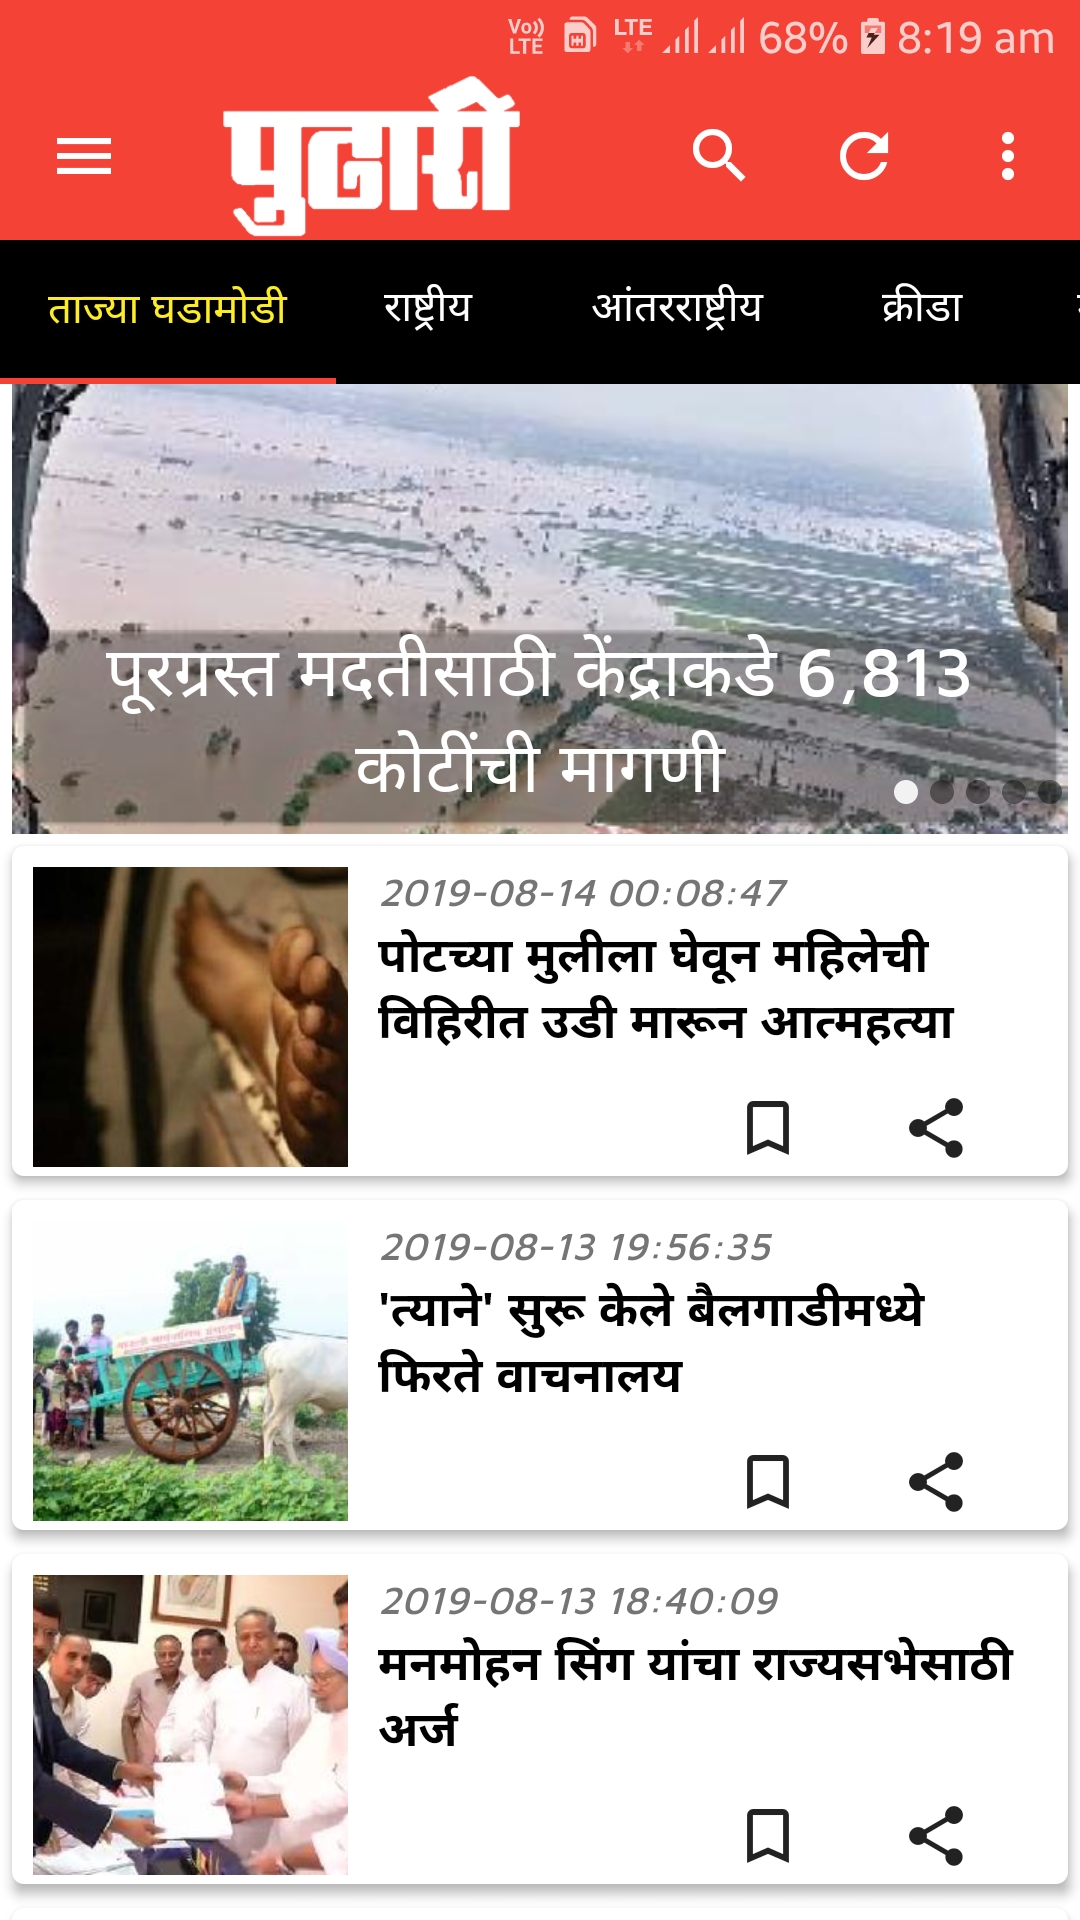 Vo)) LTE LTE 68% 8:19 am
पुढारी
ताज्या घडामोडी राष्ट्रीय आंतरराष्ट्रीय क्रीडा
पूरग्रस्त मदतीसाठी केंद्राकडे 6,813
कोटींची मागणी
2019-08-14 00:08:47
पोटच्या मुलीला घेवून महिलेची
विहिरीत उडी मारून आत्महत्या
2019-08-13 19:56:35
'त्याने' सुरू केले बैलगाडीमध्ये
फिरते वाचनालय
2019-08-13 18:40:09
मनमोहन सिंग यांचा राज्यसभेसाठी
अर्ज